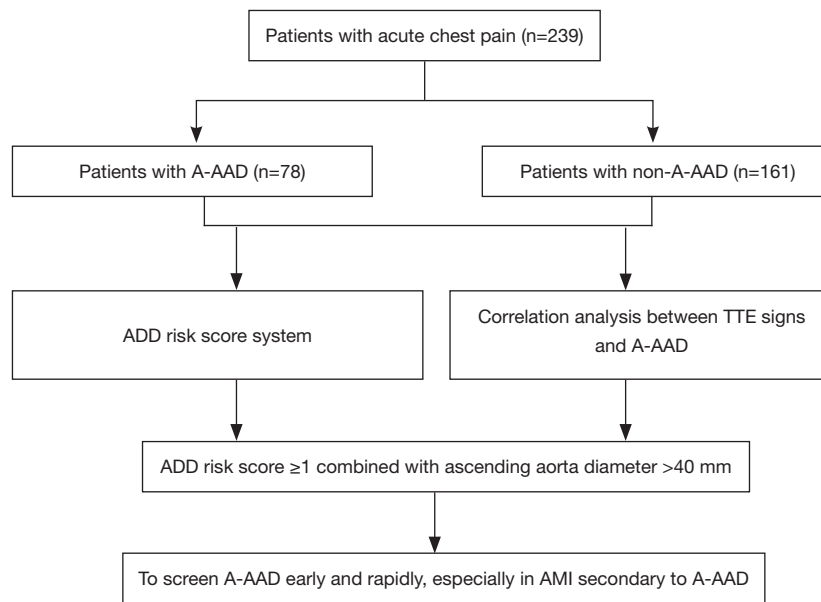 Patients with acute chest pain (n=239)
Patients with A-AAD (n=78)
Patients with non-A-AAD (n=161)
ADD risk score system
Correlation analysis between TTE signs
and A-AAD
ADD risk score ≥1 combined with ascending aorta diameter >40 mm
To screen A-AAD early and rapidly, especially in AMI secondary to A-AAD